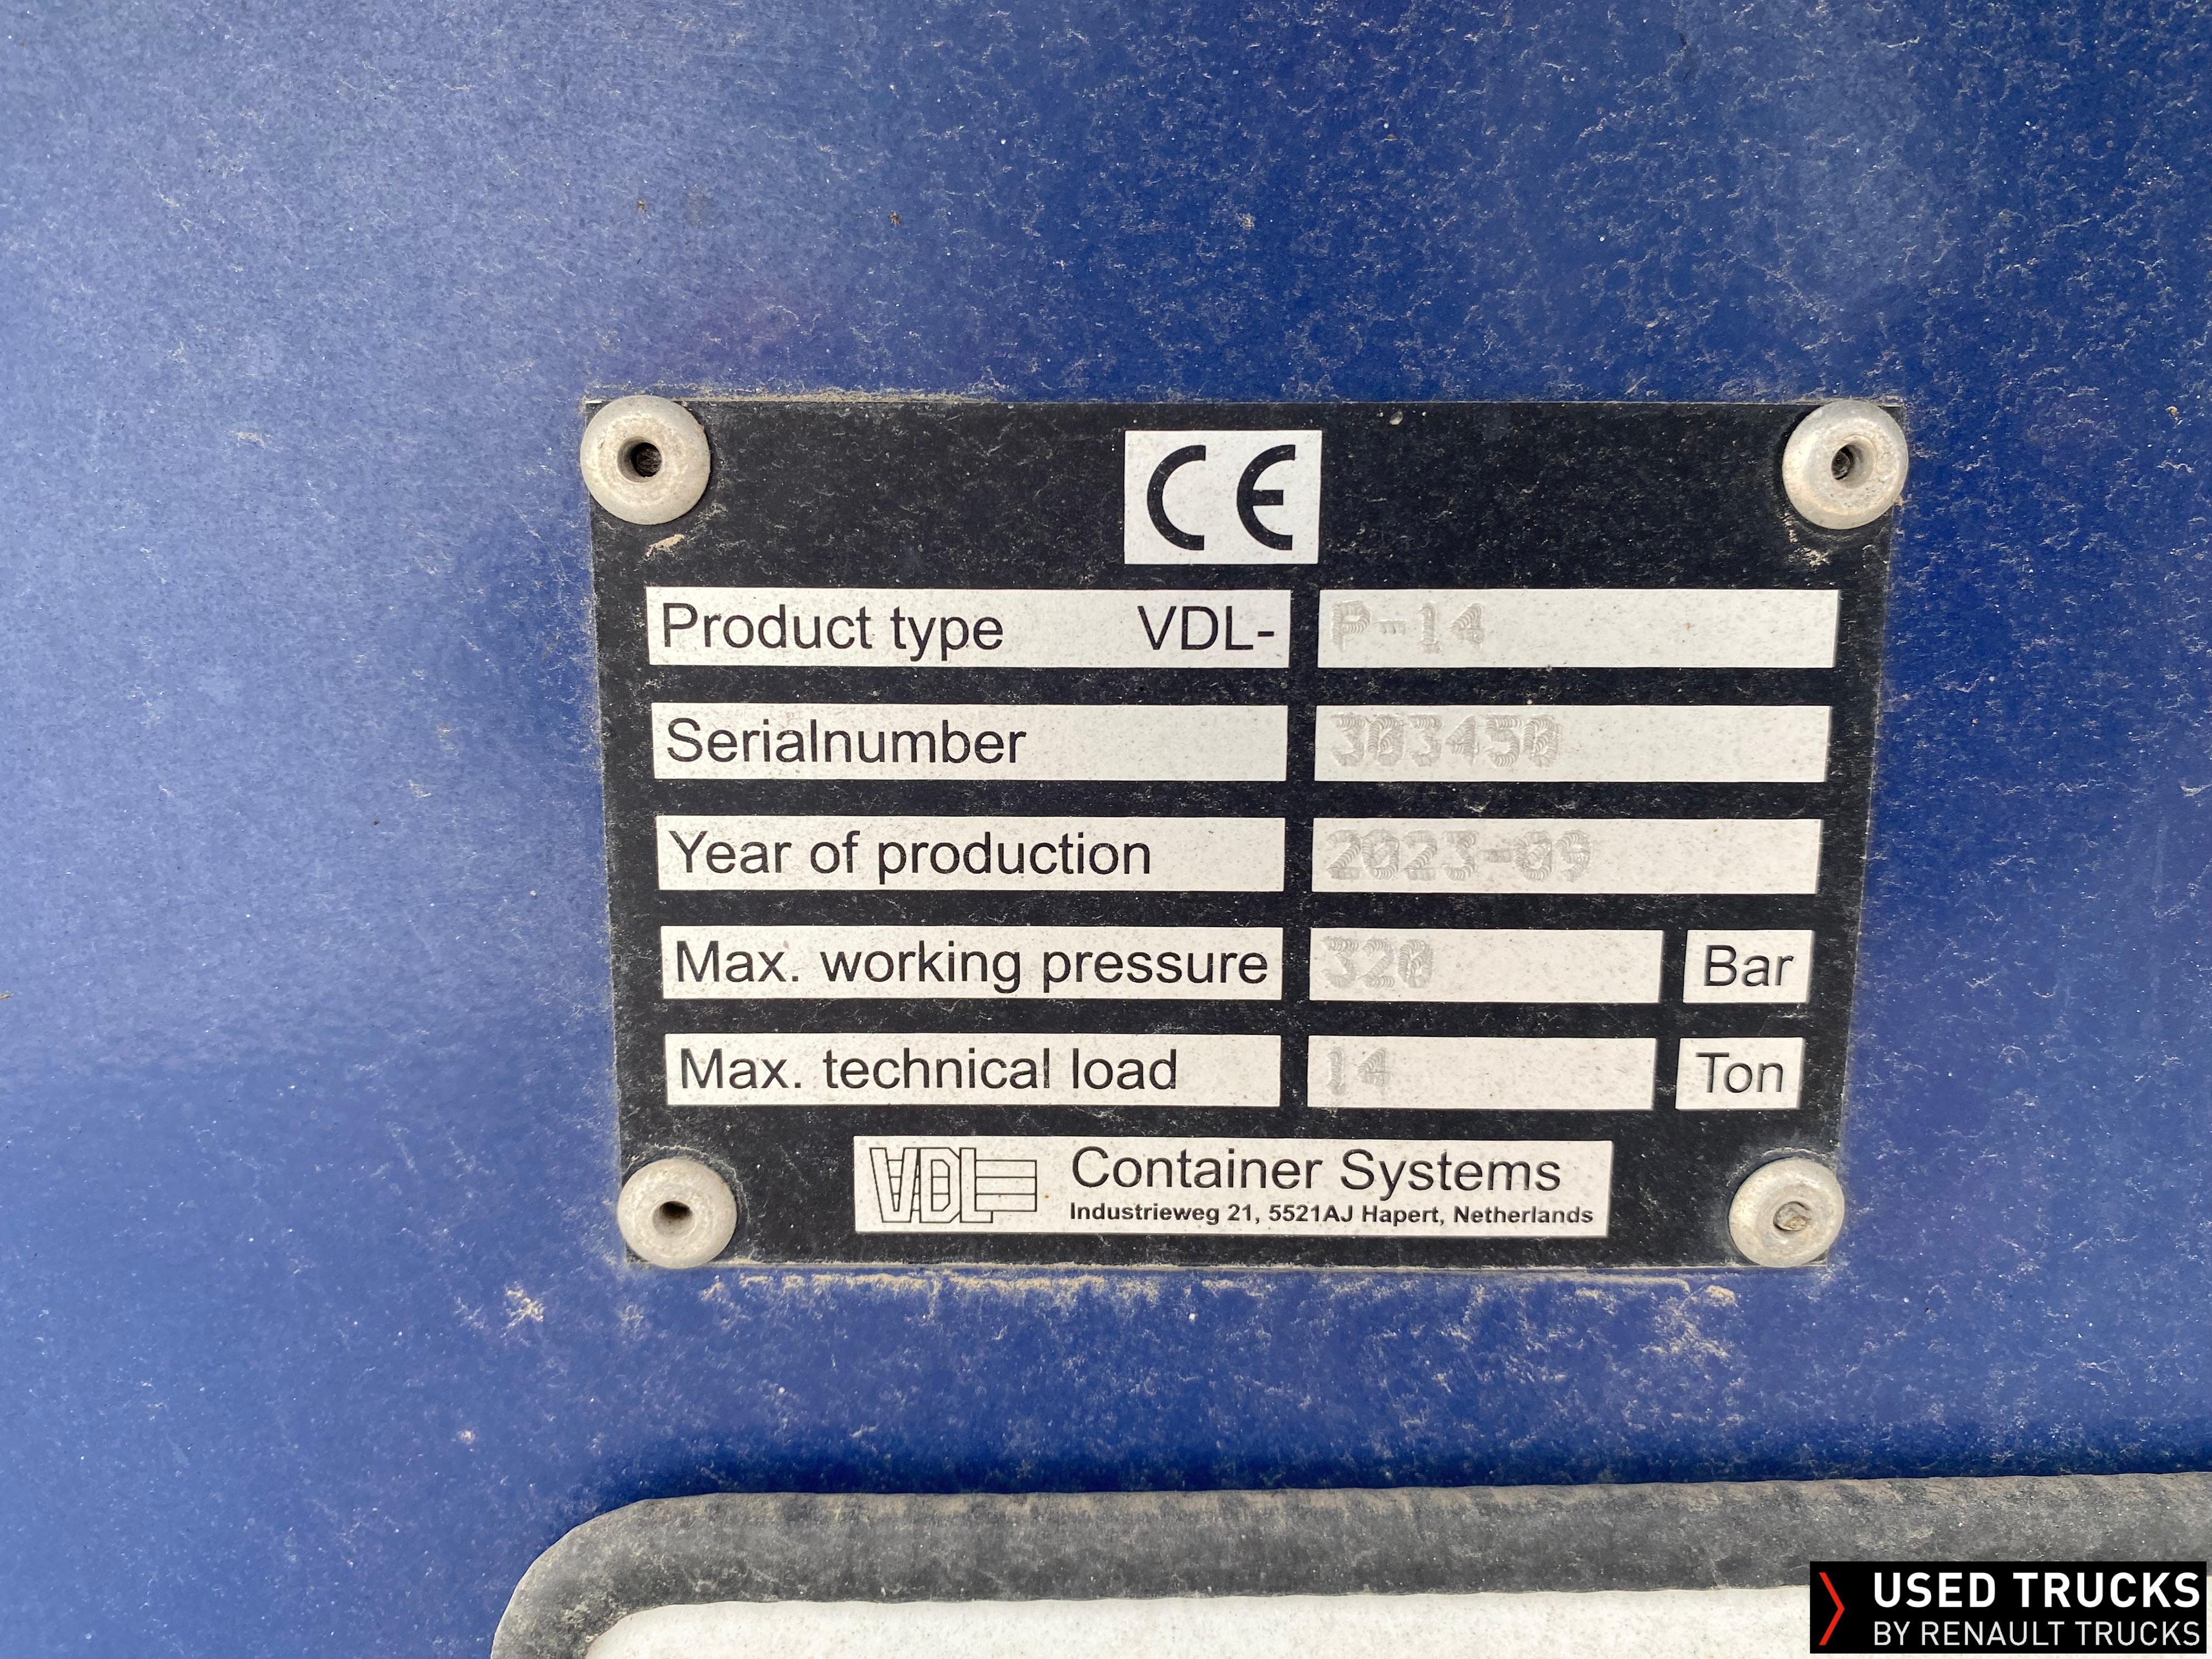 CE
Product type VDL- P-14
Serialnumber 303450
Year of production 2023-09
Max. working pressure 320 Bar
Max. technical load 14 Ton
VDL Container Systems
Industrieweg 21, 5521AJ Hapert, Netherlands
USED TRUCKS
BY RENAULT TRUCKS